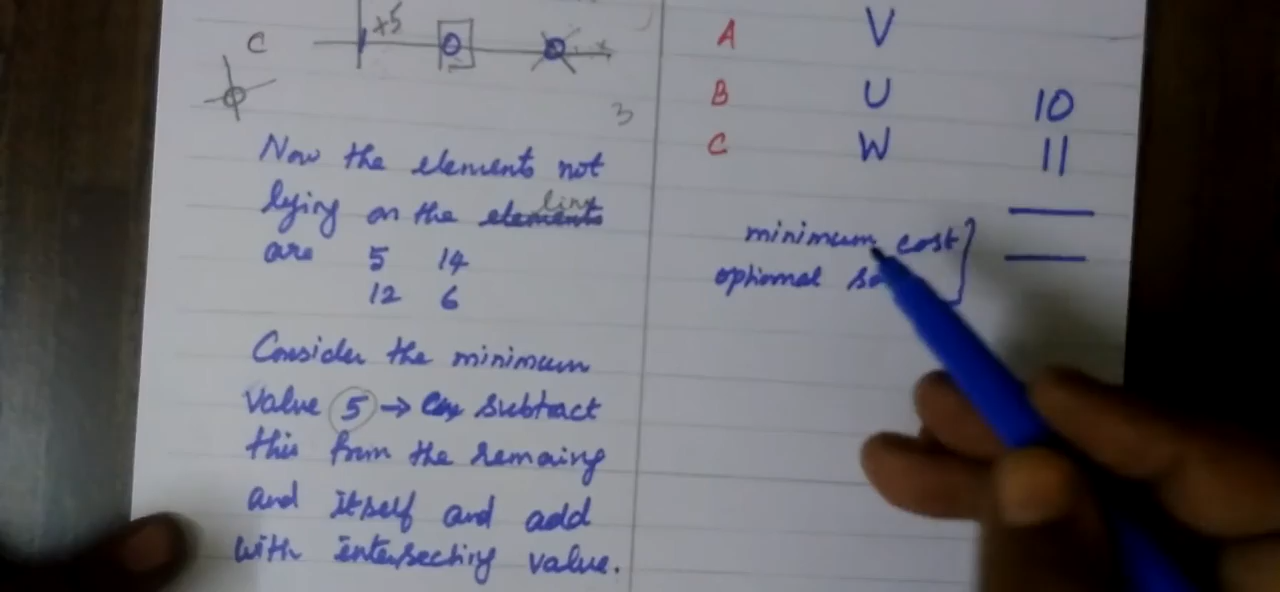 +5
C
3
Now the elements not
lying on the line
are 5 14
12 6
Consider the minimum
value 5 → subtract
this from the remaing
and itself and add
with intersecting value.
A V
B U 10
C W 11
minimum cost
optiomal